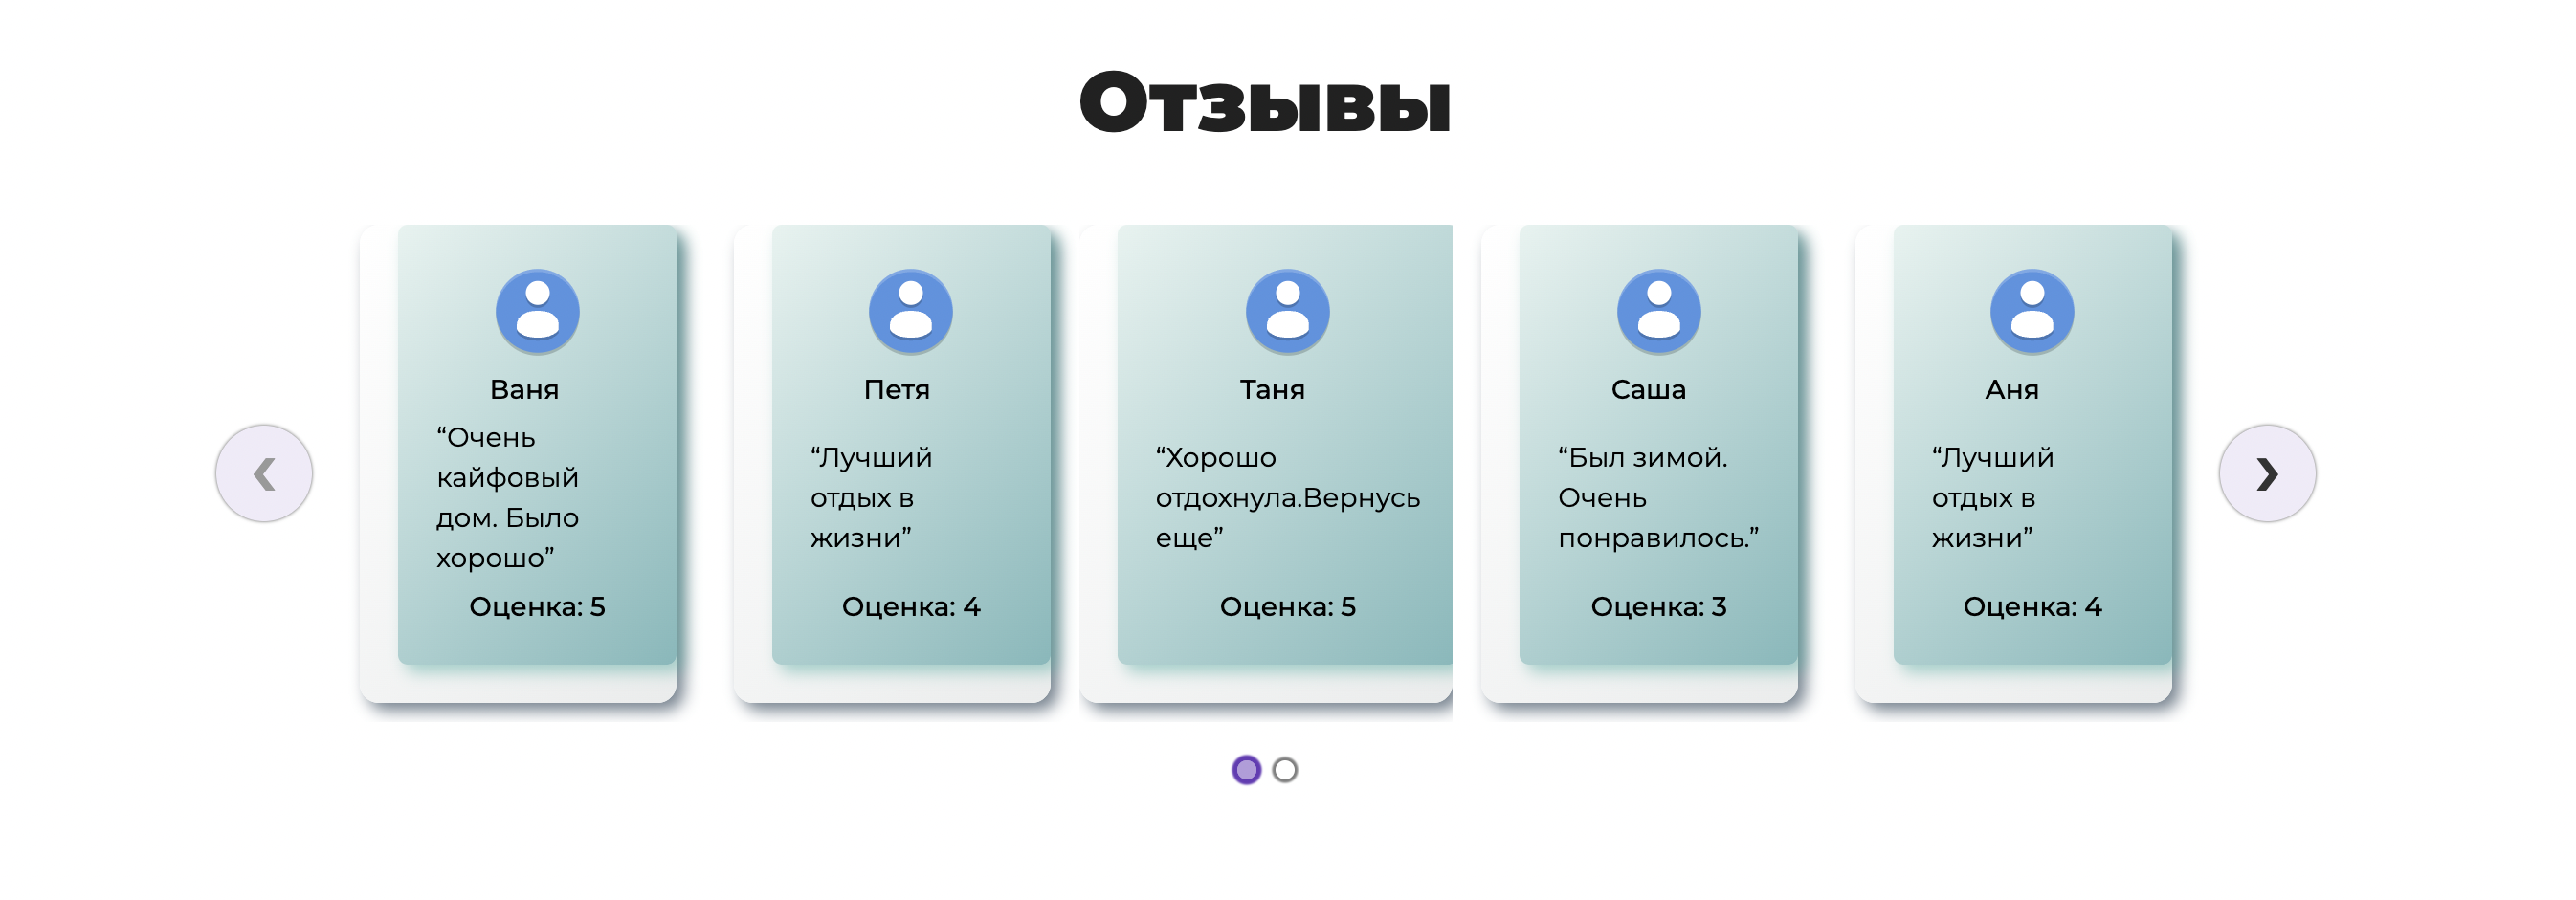 Отзывы
Ваня
“Очень
кайфовый
дом. Было
хорошо”
Оценка: 5
Петя
“Лучший
отдых в
жизни”
Оценка: 4
Таня
“Хорошо
отдохнула.Вернусь
еще”
Оценка: 5
Саша
“Был зимой.
Очень
понравилось.”
Оценка: 3
Аня
“Лучший
отдых в
жизни”
Оценка: 4